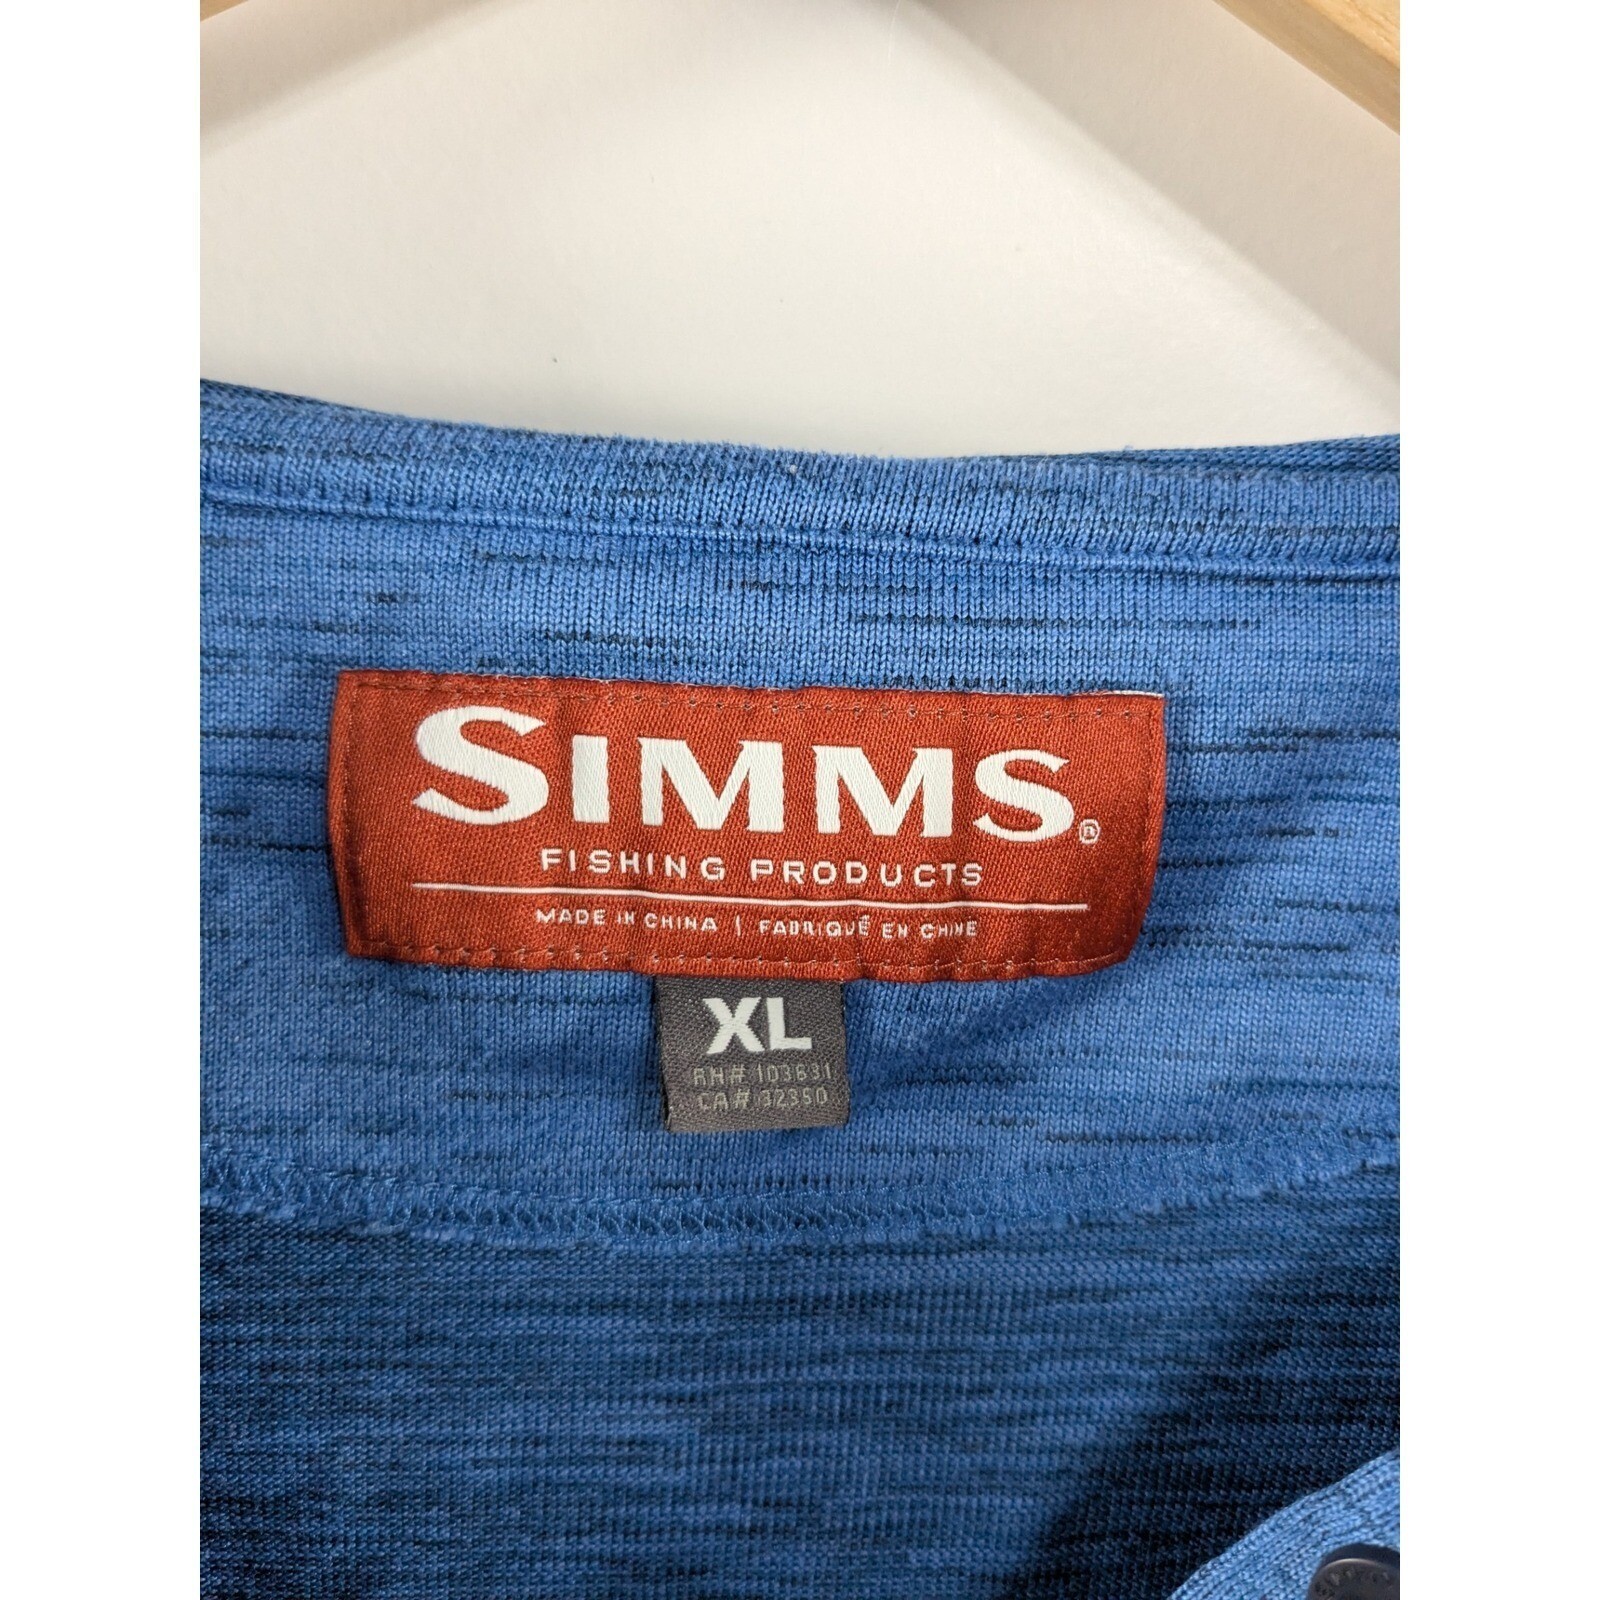 SIMMS®
FISHING PRODUCTS
MADE IN CHINA | FABRIQUÉ EN CHINE
XL
RN# 103631
CA# 32350